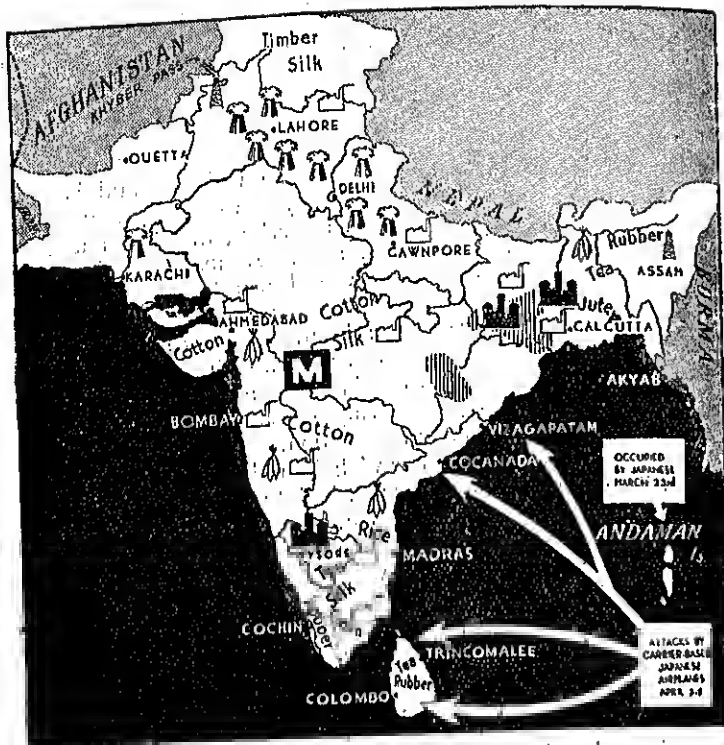 Timber
Silk
AFGHANISTAN
KHYBER PASS
LAHORE
QUETTA
DELHI
NEPAL
CAWNPORE
Rubber
ASSAM
Tea
Jute
CALCUTTA
BURMA
KARACHI
AHMEDABAD
Cotton
Cotton
Silk
M
AKYAB
BOMBAY
Cotton
VIZAGAPATAM
COCANADA
OCCUPIED
BY JAPANESE
MARCH 23rd
ANDAMAN
Is
Rice
MADRAS
Silk
COCHIN
TRINCOMALEE
Tea
Rubber
COLOMBO
ATTACKS BY
CARRIER-BASED
JAPANESE
AIRPLANES
APRIL